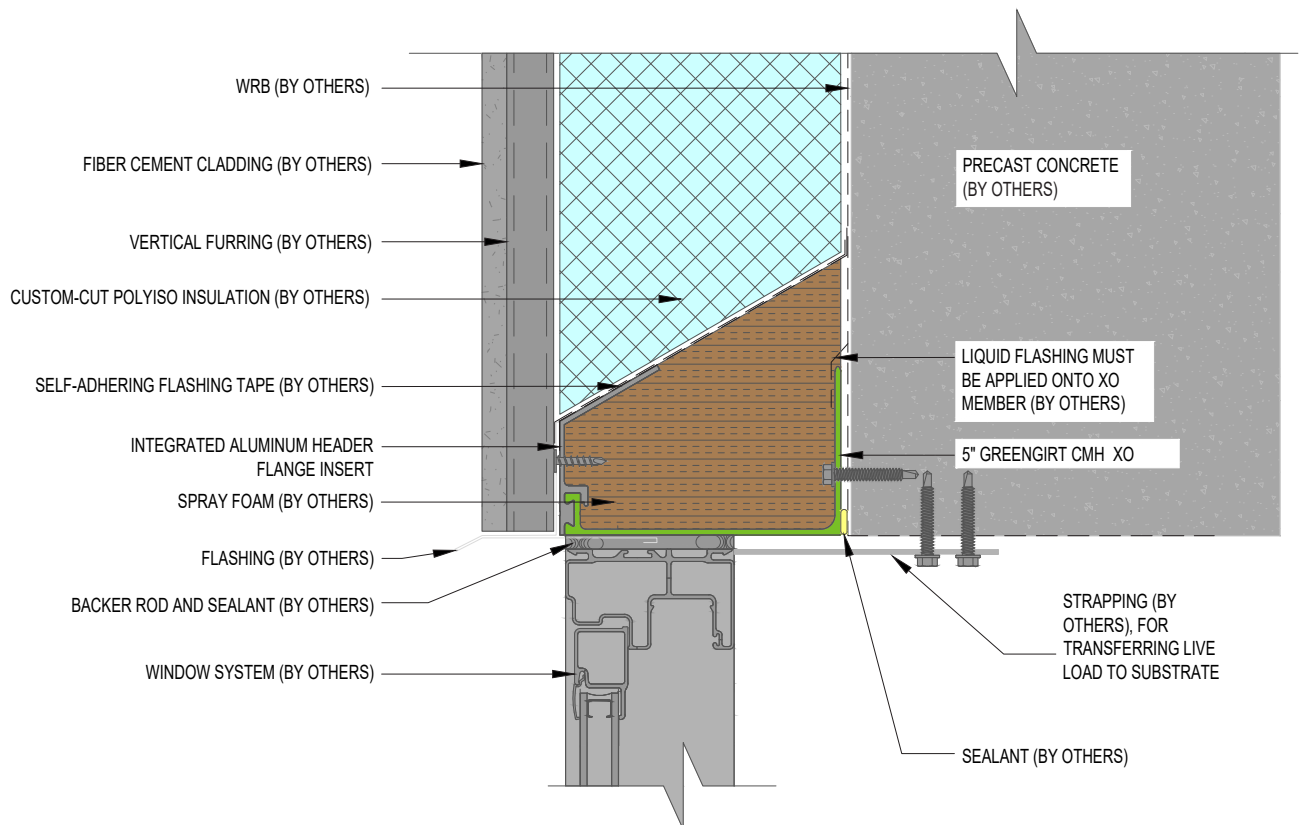 WRB (BY OTHERS)
FIBER CEMENT CLADDING (BY OTHERS)
VERTICAL FURRING (BY OTHERS)
CUSTOM-CUT POLYISO INSULATION (BY OTHERS)
SELF-ADHERING FLASHING TAPE (BY OTHERS)
INTEGRATED ALUMINUM HEADER
FLANGE INSERT
SPRAY FOAM (BY OTHERS)
FLASHING (BY OTHERS)
BACKER ROD AND SEALANT (BY OTHERS)
WINDOW SYSTEM (BY OTHERS)
PRECAST CONCRETE
(BY OTHERS)
LIQUID FLASHING MUST
BE APPLIED ONTO XO
MEMBER (BY OTHERS)
5" GREENGIRT CMH XO
STRAPPING (BY
OTHERS), FOR
TRANSFERRING LIVE
LOAD TO SUBSTRATE
SEALANT (BY OTHERS)